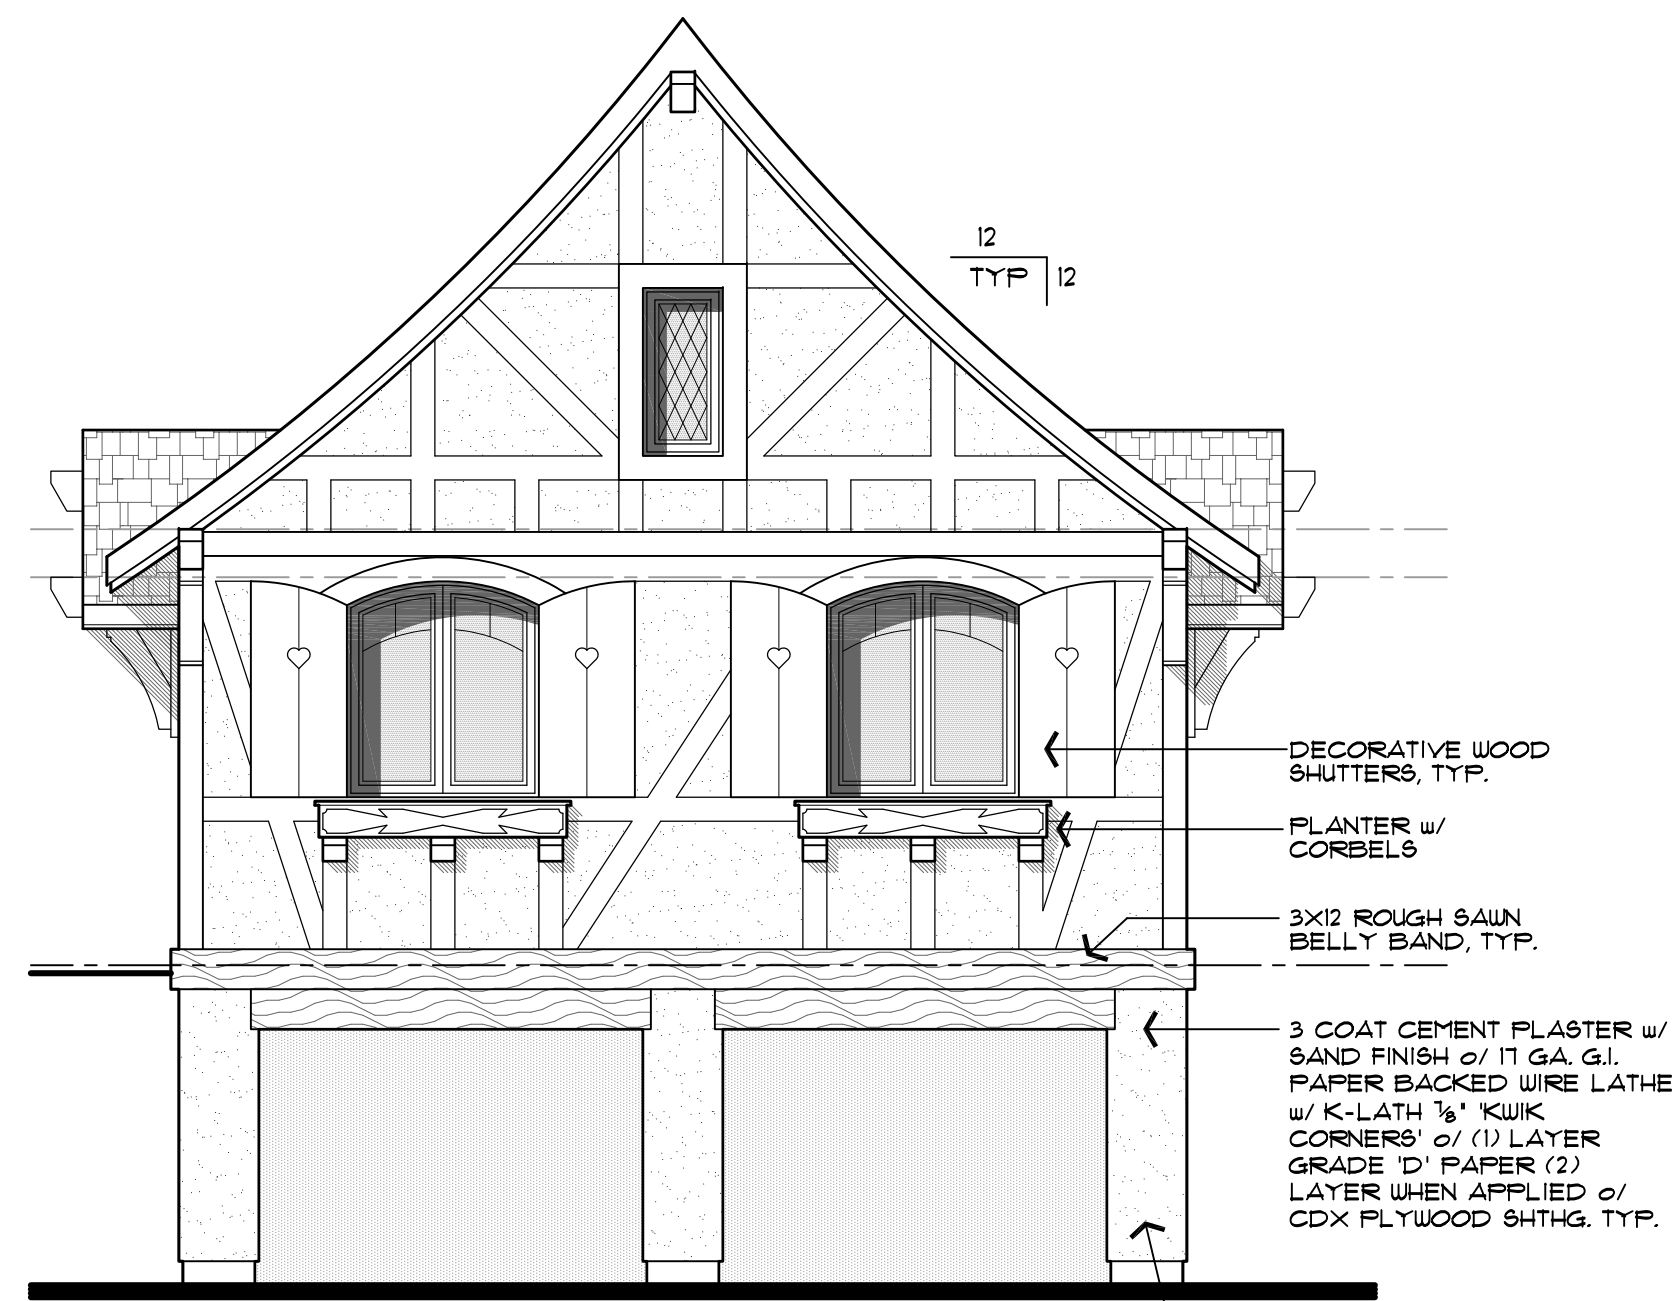 12
TYP 12
DECORATIVE WOOD
SHUTTERS, TYP.
PLANTER w/
CORBELS
3X12 ROUGH SAWN
BELLY BAND, TYP.
3 COAT CEMENT PLASTER w/
SAND FINISH o/ 17 GA. G.I.
PAPER BACKED WIRE LATHE
w/ K-LATH 7/8" 'KWIK
CORNERS' o/ (1) LAYER
GRADE 'D' PAPER (2)
LAYER WHEN APPLIED o/
CDX PLYWOOD SHTHG. TYP.